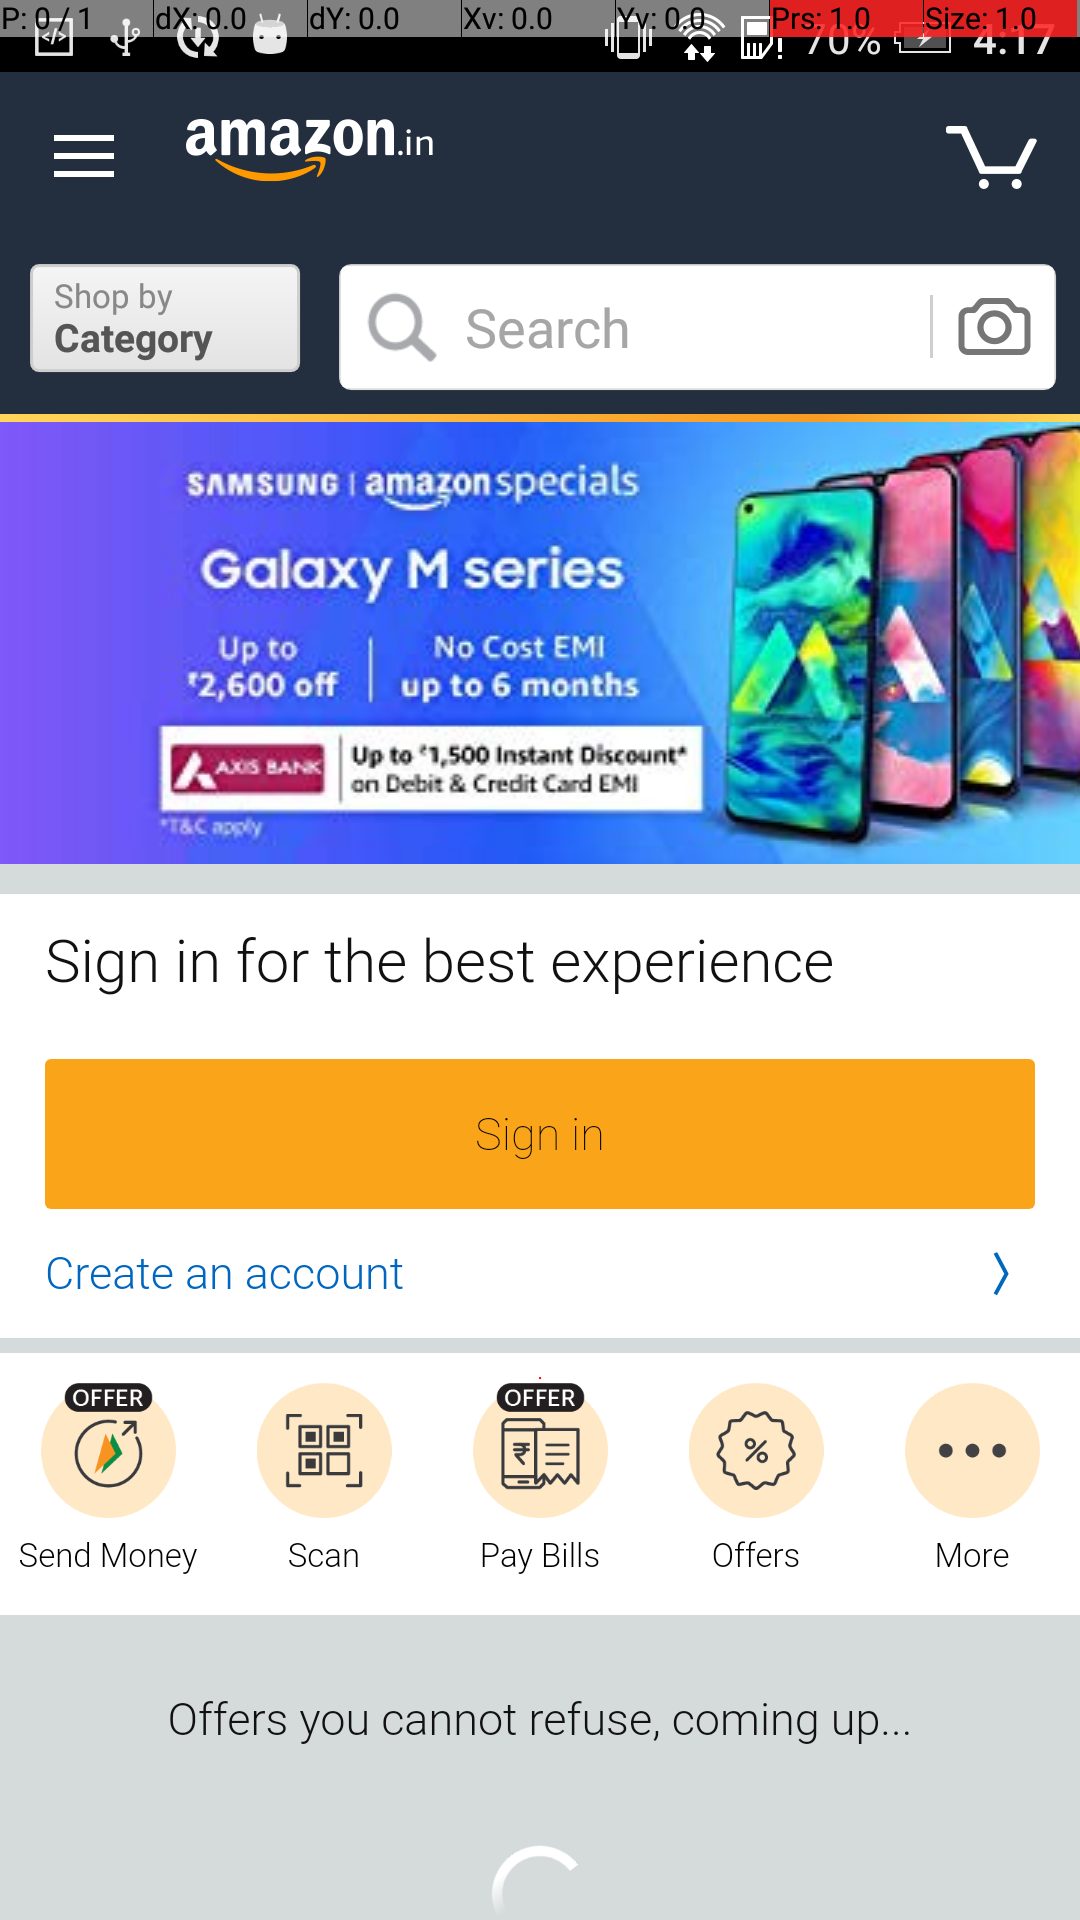 P: 0 / 1 dX: 0.0 dY: 0.0 Xv: 0.0 Yv: 0.0 Prs: 1.0 Size: 1.0
70% 4:17
amazon.in
Shop by
Category
Search
SAMSUNG | amazon specials
Galaxy M series
Up to
₹2,600 off
No Cost EMI
up to 6 months
AXIS BANK
Up to ₹1,500 Instant Discount*
on Debit & Credit Card EMI
*T&C apply
Sign in for the best experience
Sign in
Create an account
OFFER
OFFER
Send Money
Scan
Pay Bills
Offers
More
Offers you cannot refuse, coming up...